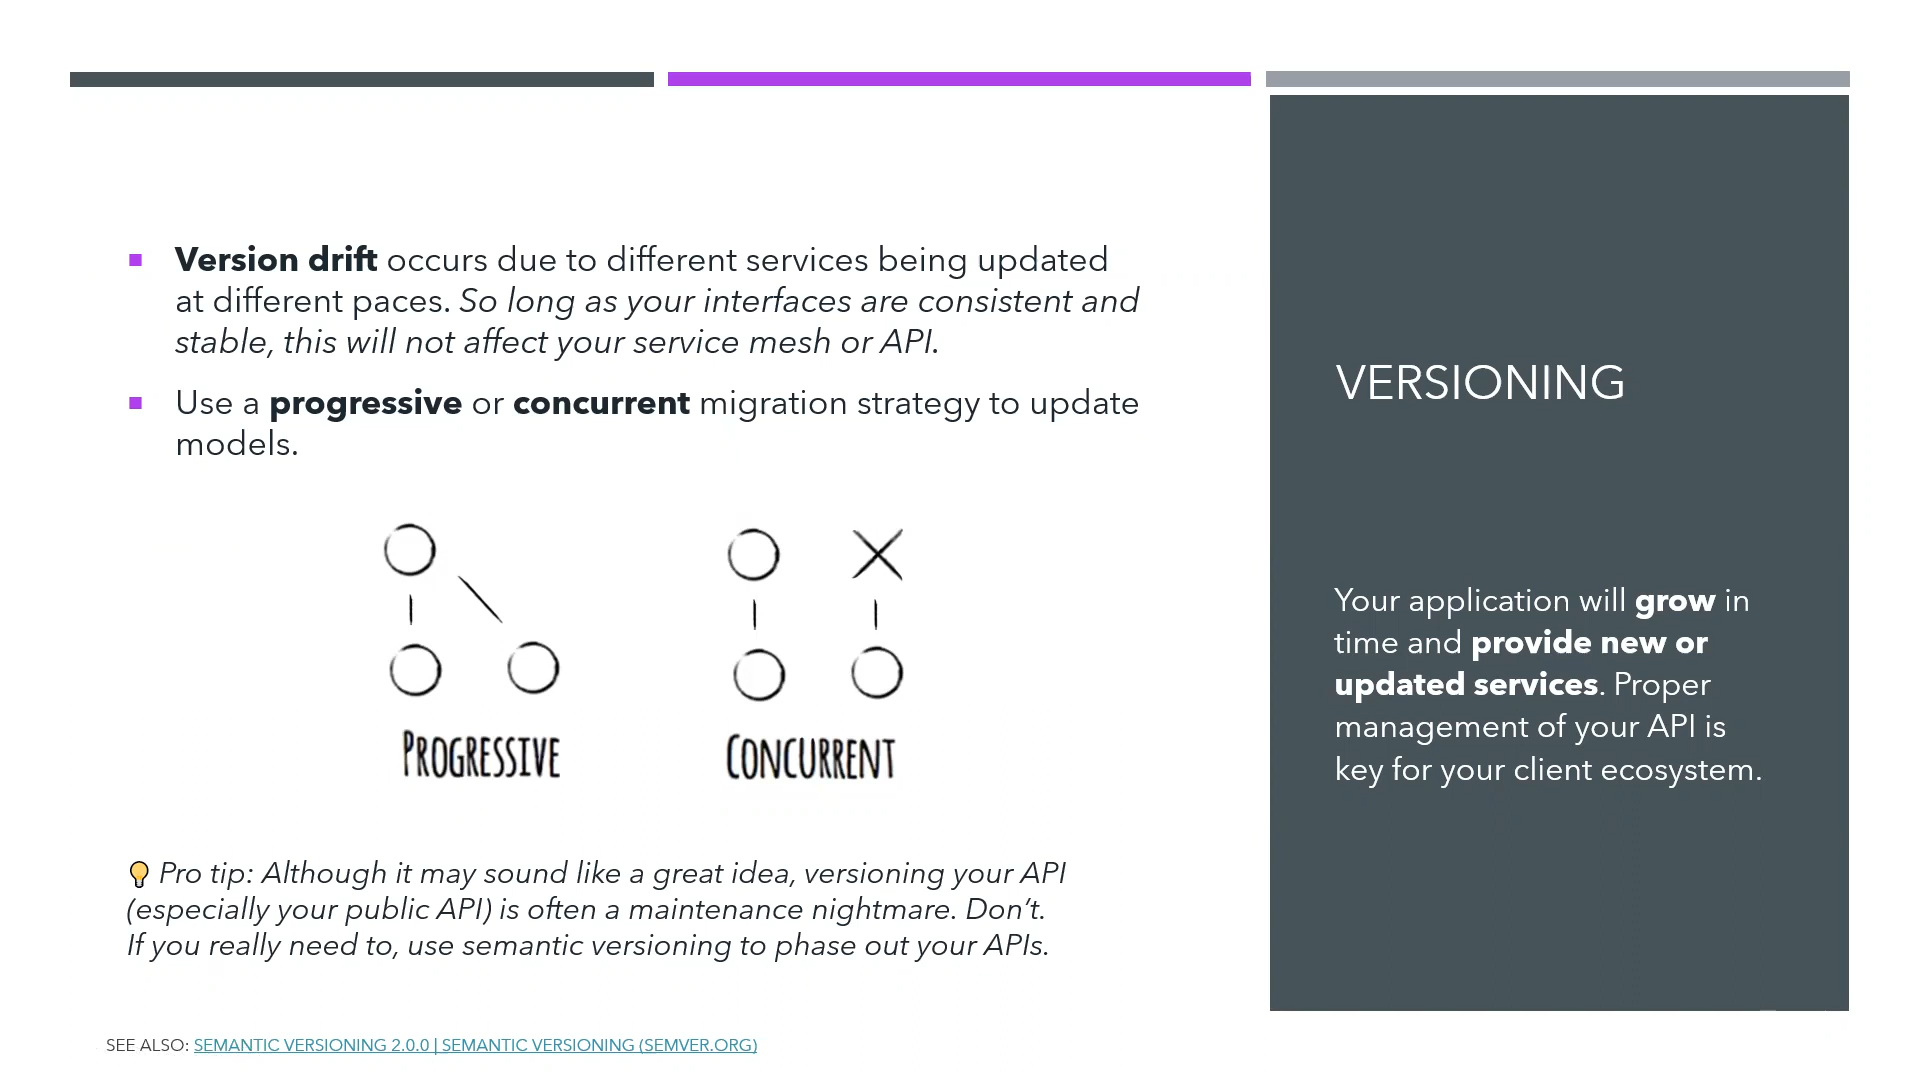 Version drift occurs due to different services being updated
at different paces. So long as your interfaces are consistent and
stable, this will not affect your service mesh or API.
Use a progressive or concurrent migration strategy to update
models.
PROGRESSIVE
CONCURRENT
Pro tip: Although it may sound like a great idea, versioning your API
(especially your public API) is often a maintenance nightmare. Don’t.
If you really need to, use semantic versioning to phase out your APIs.
SEE ALSO: SEMANTIC VERSIONING 2.0.0 | SEMANTIC VERSIONING (SEMVER.ORG)
VERSIONING
Your application will grow in
time and provide new or
updated services. Proper
management of your API is
key for your client ecosystem.